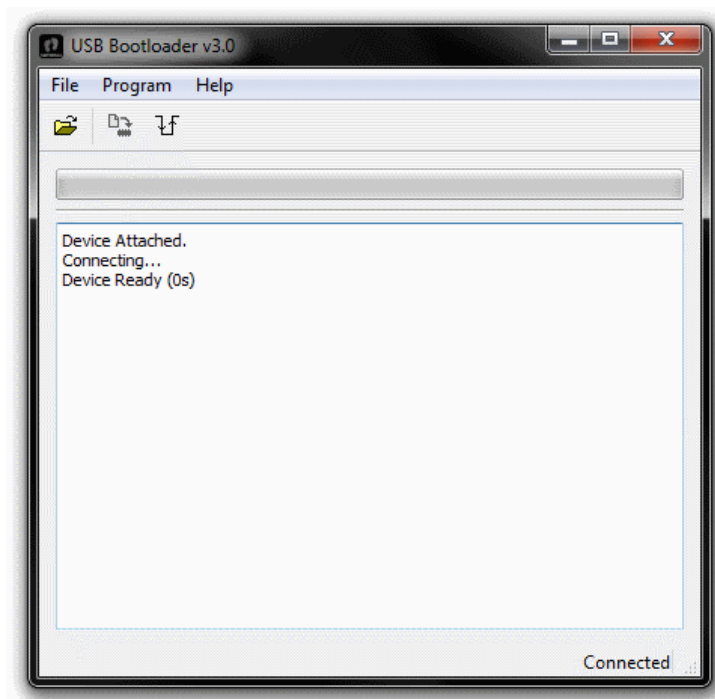 USB Bootloader v3.0
File Program Help
Device Attached.
Connecting...
Device Ready (0s)
Connected